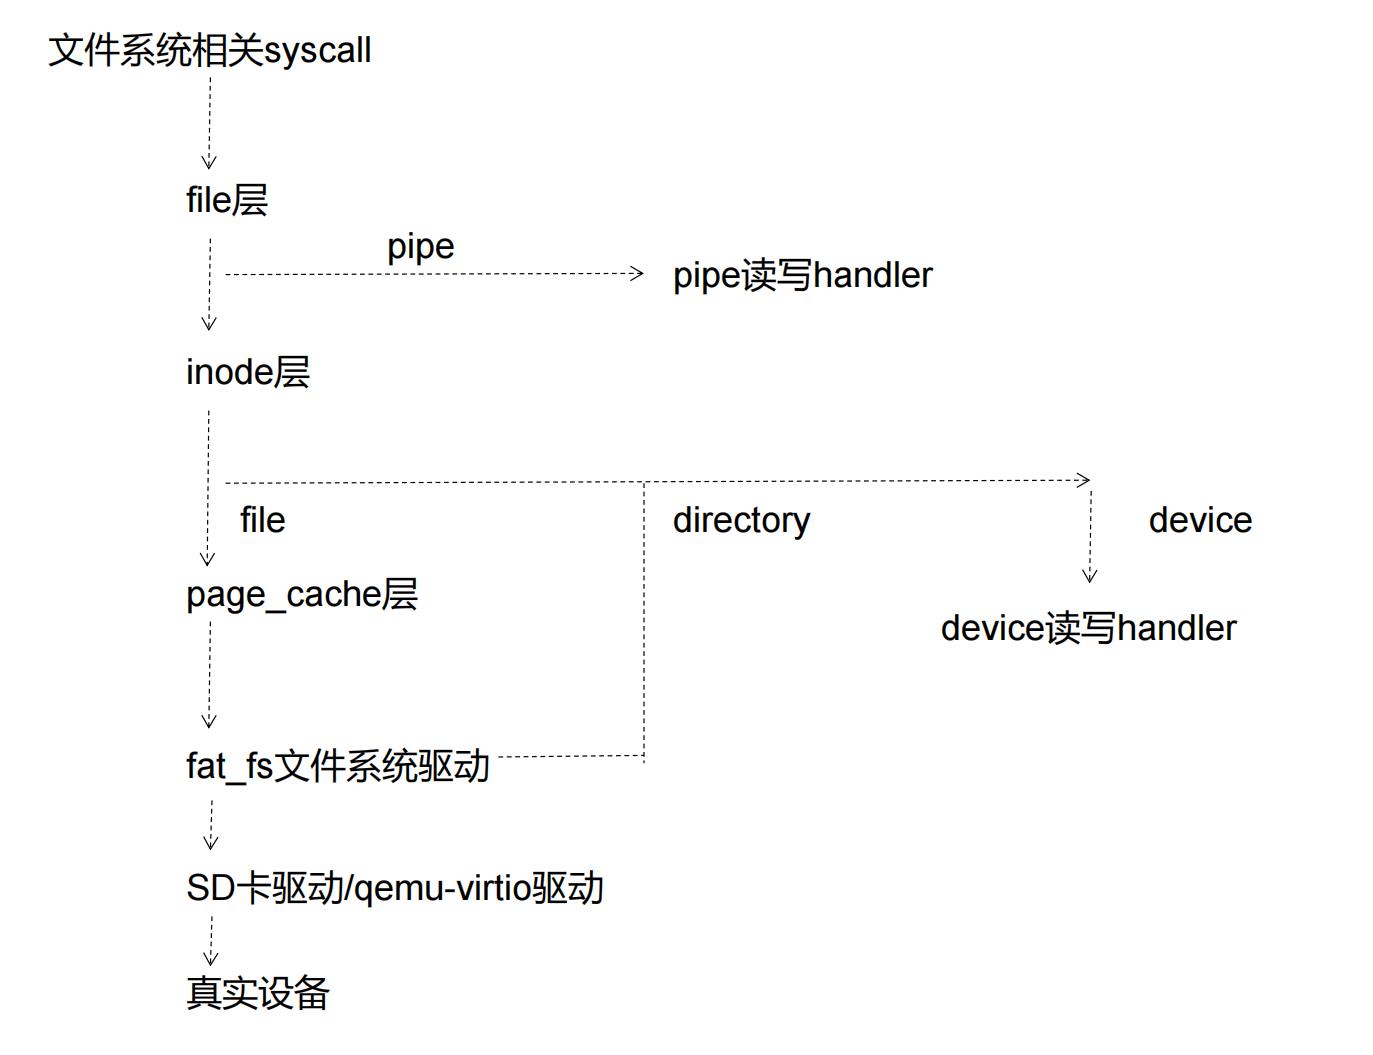 文件系统相关syscall
file层
pipe
pipe读写handler
inode层
file
directory
device
page_cache层
device读写handler
fat_fs文件系统驱动
SD卡驱动/qemu-virtio驱动
真实设备